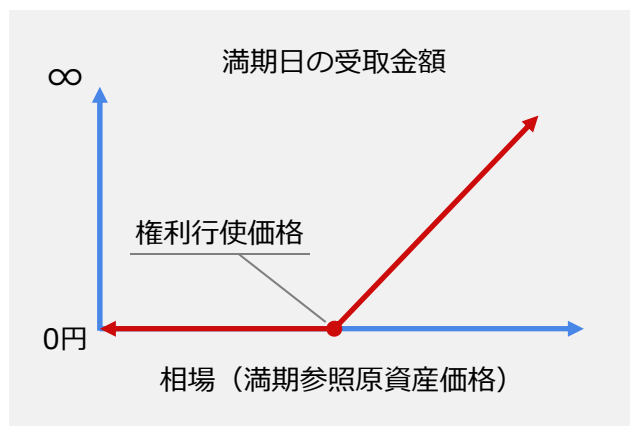 満期日の受取金額
∞
権利行使価格
0円
相場（満期参照原資産価格）